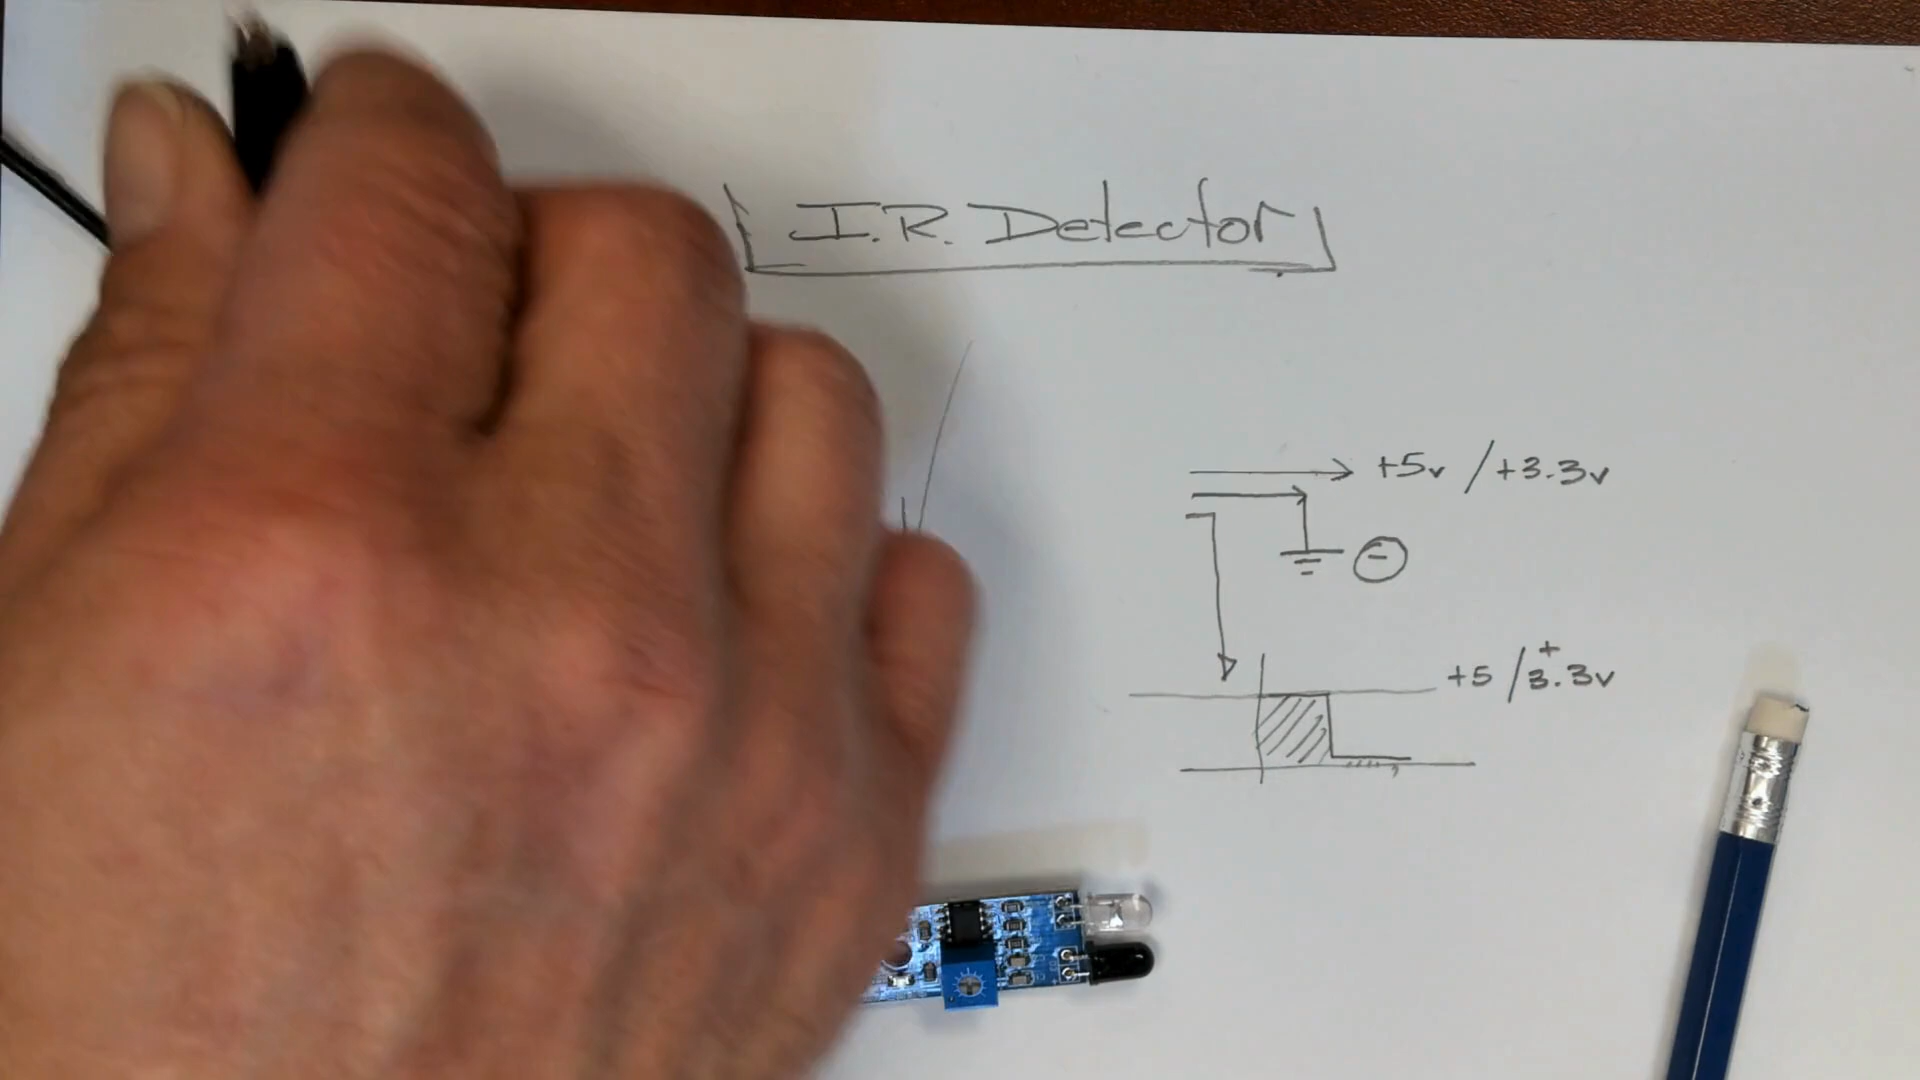 I.R. Detector
+5v / +3.3v
-
+5 / +3.3v